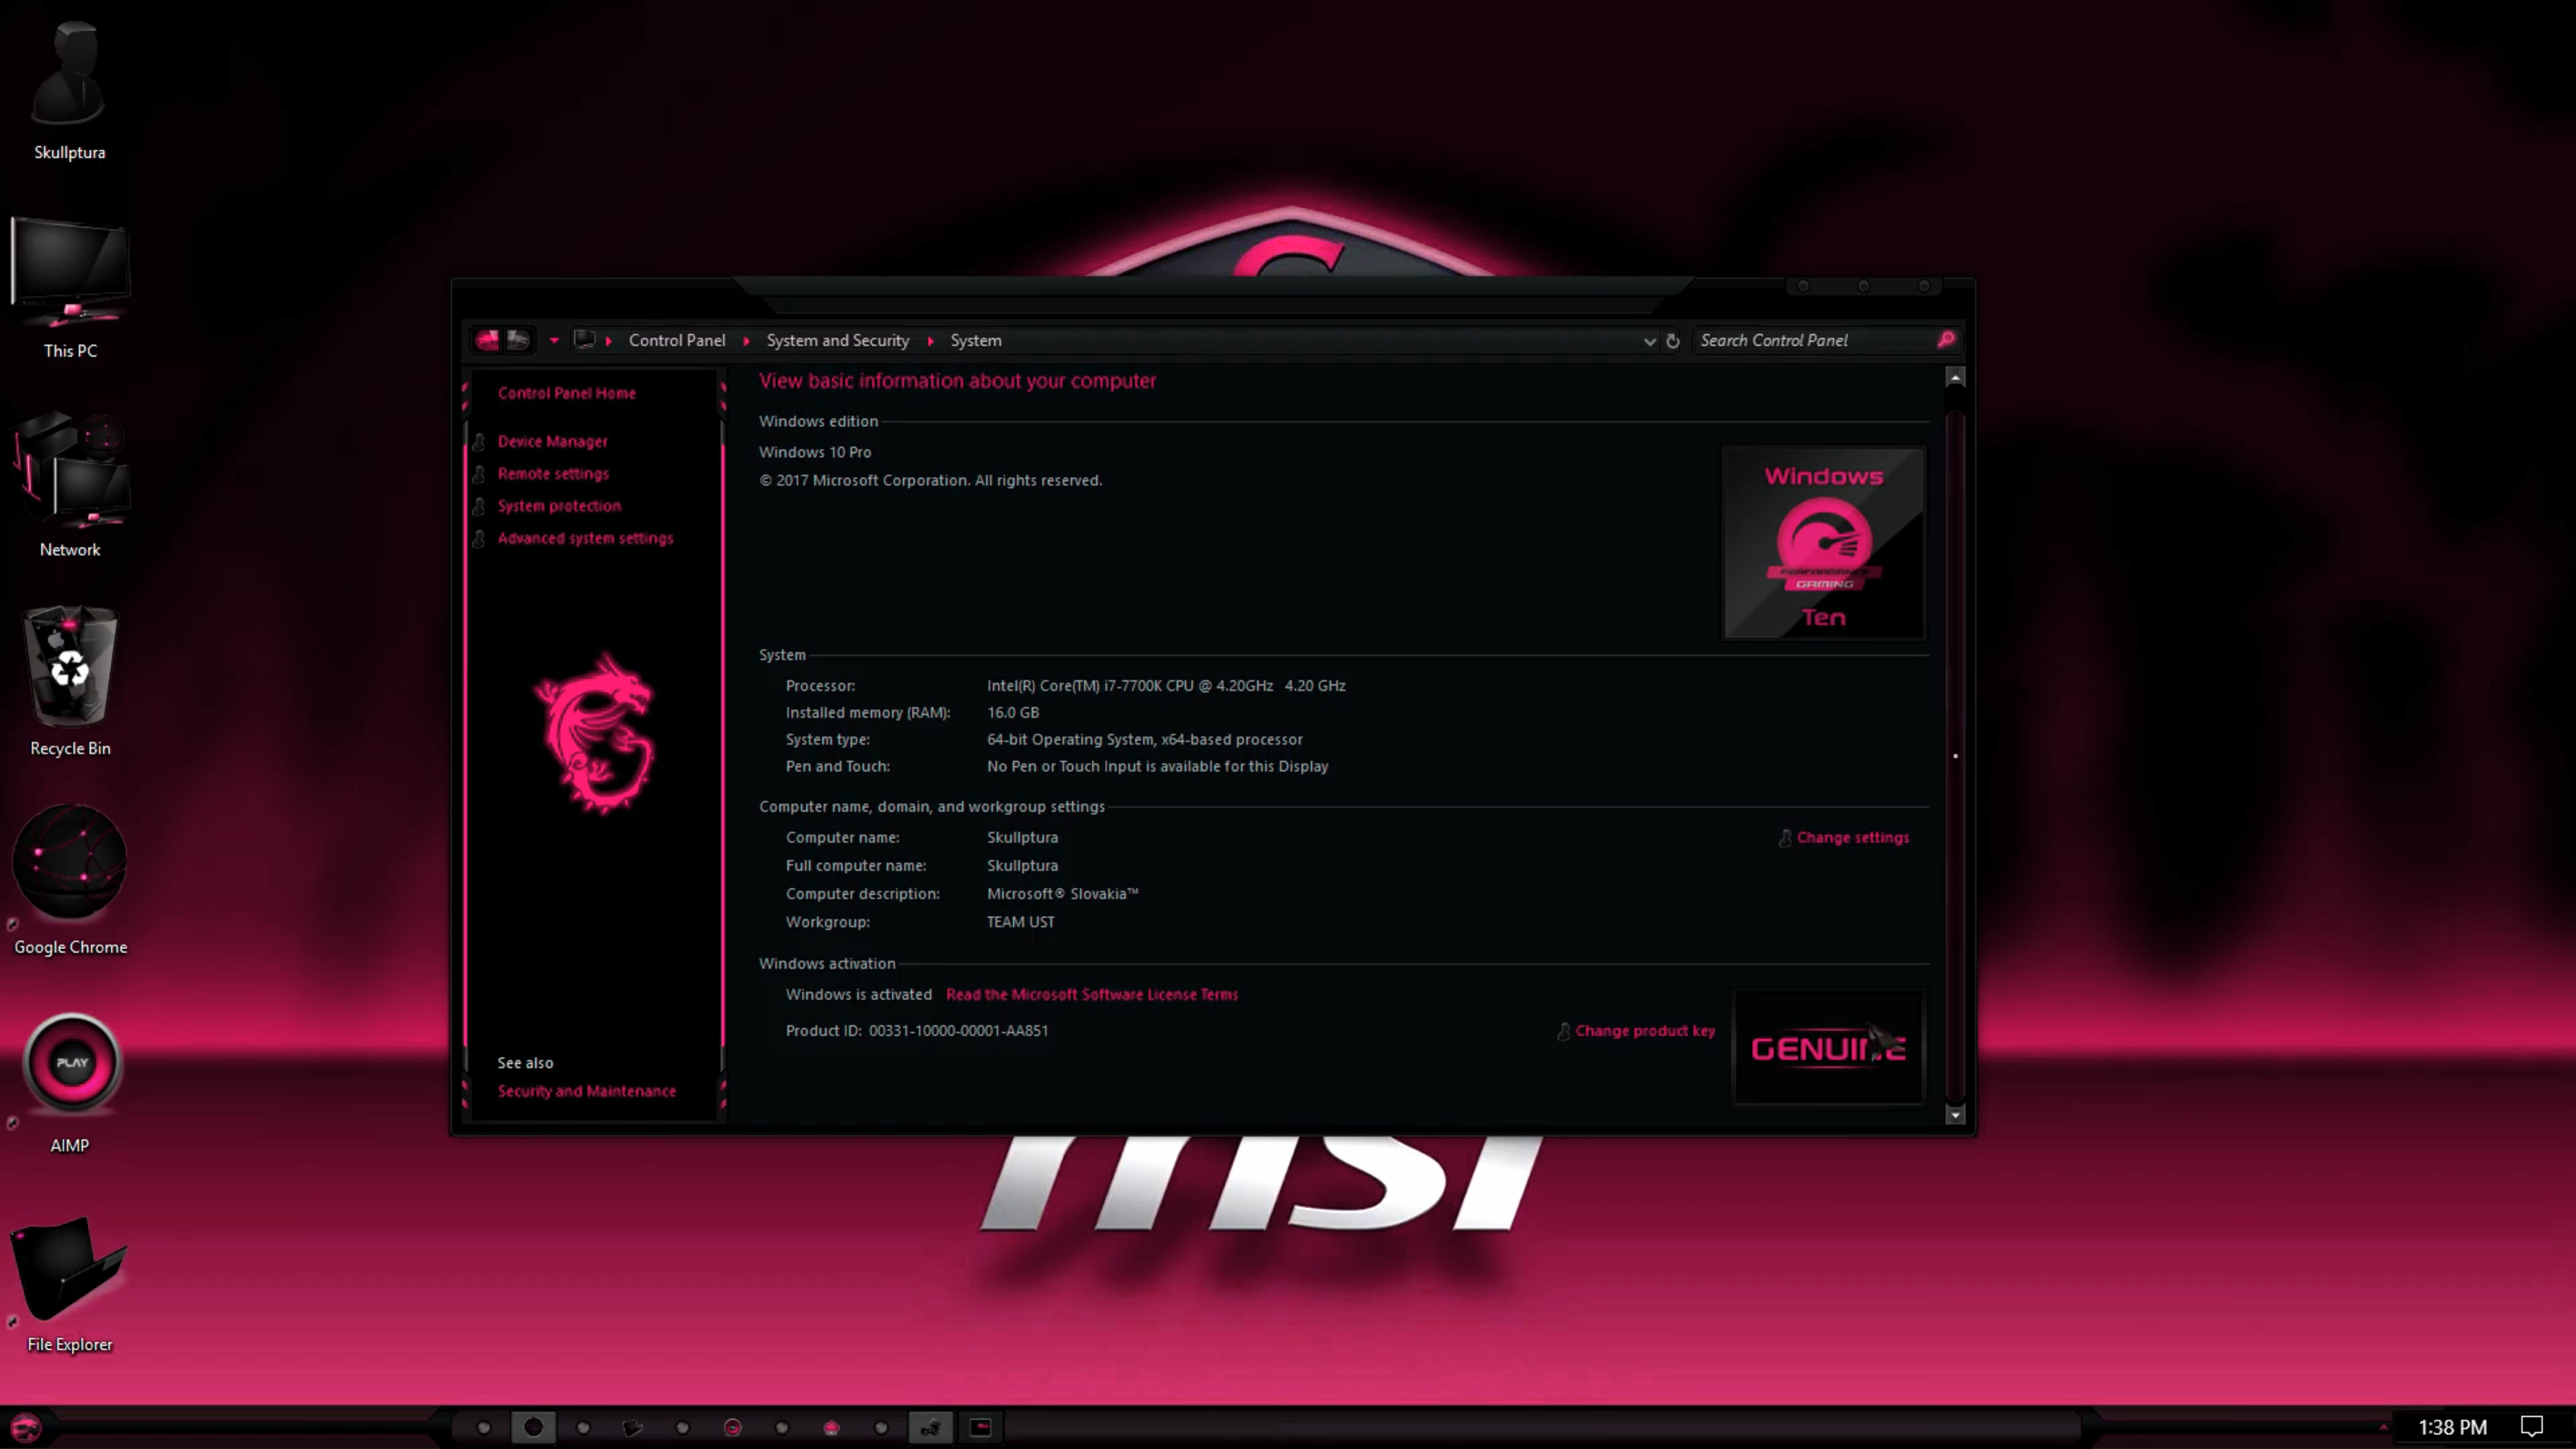 Skullptura
This PC
Network
Recycle Bin
Google Chrome
PLAY
AIMP
File Explorer
Control Panel
System and Security
System
Search Control Panel
Control Panel Home
Device Manager
Remote settings
System protection
Advanced system settings
See also
Security and Maintenance
View basic information about your computer
Windows edition
Windows 10 Pro
© 2017 Microsoft Corporation. All rights reserved.
Windows
PERFORMANCE
GAMING
Ten
System
Processor: Intel(R) Core(TM) i7-7700K CPU @ 4.20GHz 4.20 GHz
Installed memory (RAM): 16.0 GB
System type: 64-bit Operating System, x64-based processor
Pen and Touch: No Pen or Touch Input is available for this Display
Computer name, domain, and workgroup settings
Computer name: Skullptura
Change settings
Full computer name: Skullptura
Computer description: Microsoft® Slovakia™
Workgroup: TEAM UST
Windows activation
Windows is activated Read the Microsoft Software License Terms
Product ID: 00331-10000-00001-AA851
Change product key
GENUINE
msi
1:38 PM